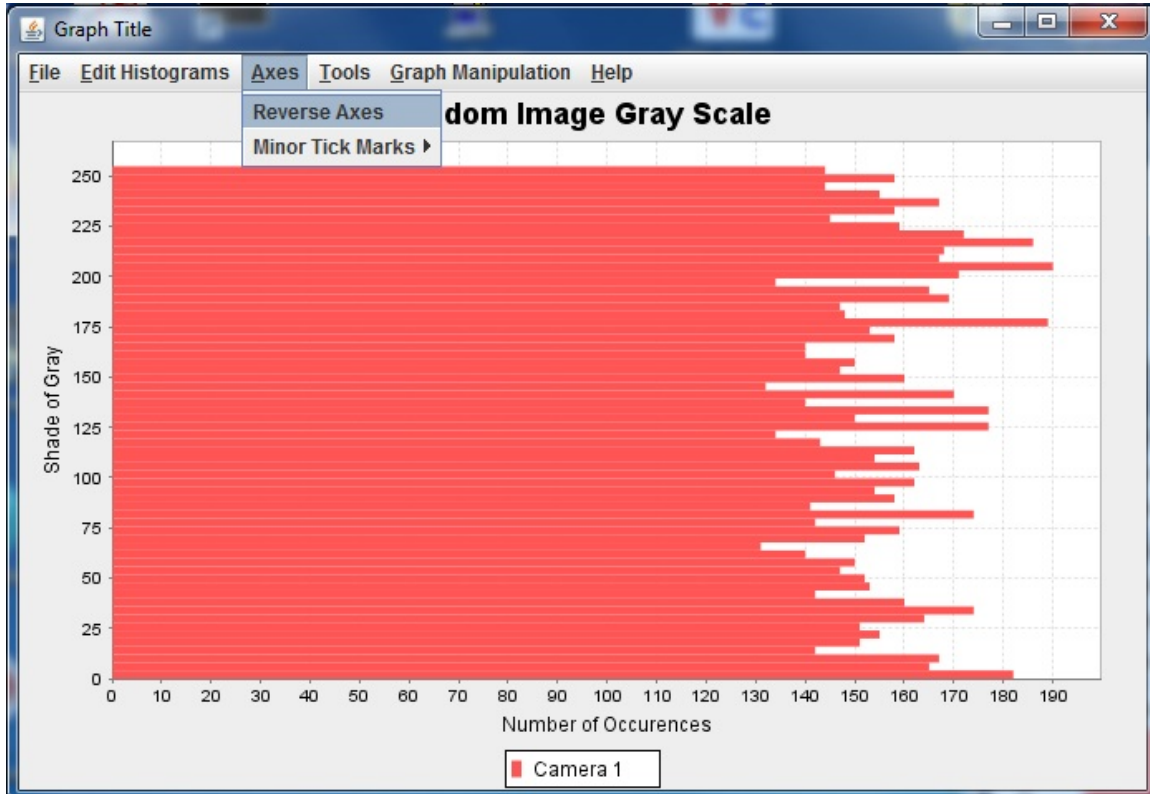 Graph Title
File Edit Histograms Axes Tools Graph Manipulation Help
Reverse Axes
Minor Tick Marks
dom Image Gray Scale
250
225
200
175
150
125
100
75
50
25
0
Shade of Gray
0 10 20 30 40 50 60 70 80 90 100 110 120 130 140 150 160 170 180 190
Number of Occurences
Camera 1